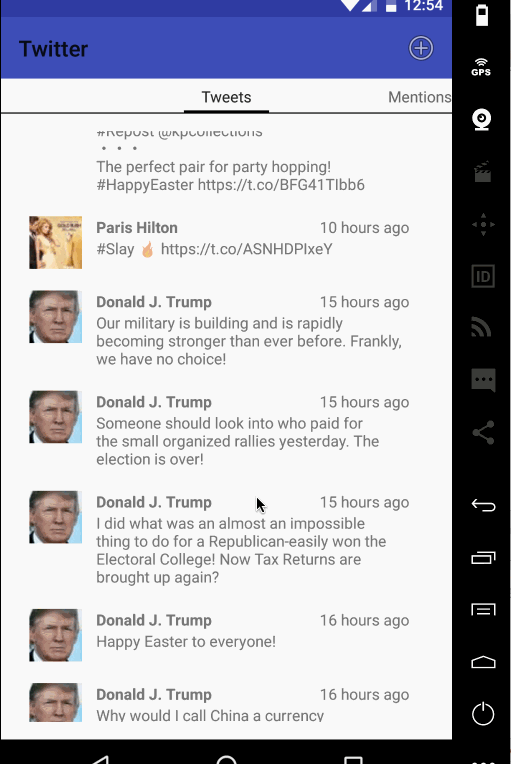 12:54
Twitter
Tweets
Mentions
#Repost @kpcollections
• • •
The perfect pair for party hopping!
#HappyEaster https://t.co/BFG41TIbb6
Paris Hilton 10 hours ago
#Slay 🔥 https://t.co/ASNHDPIxeY
Donald J. Trump 15 hours ago
Our military is building and is rapidly
becoming stronger than ever before. Frankly,
we have no choice!
Donald J. Trump 15 hours ago
Someone should look into who paid for
the small organized rallies yesterday. The
election is over!
Donald J. Trump 15 hours ago
I did what was an almost an impossible
thing to do for a Republican-easily won the
Electoral College! Now Tax Returns are
brought up again?
Donald J. Trump 16 hours ago
Happy Easter to everyone!
Donald J. Trump 16 hours ago
Why would I call China a currency
GPS
ID